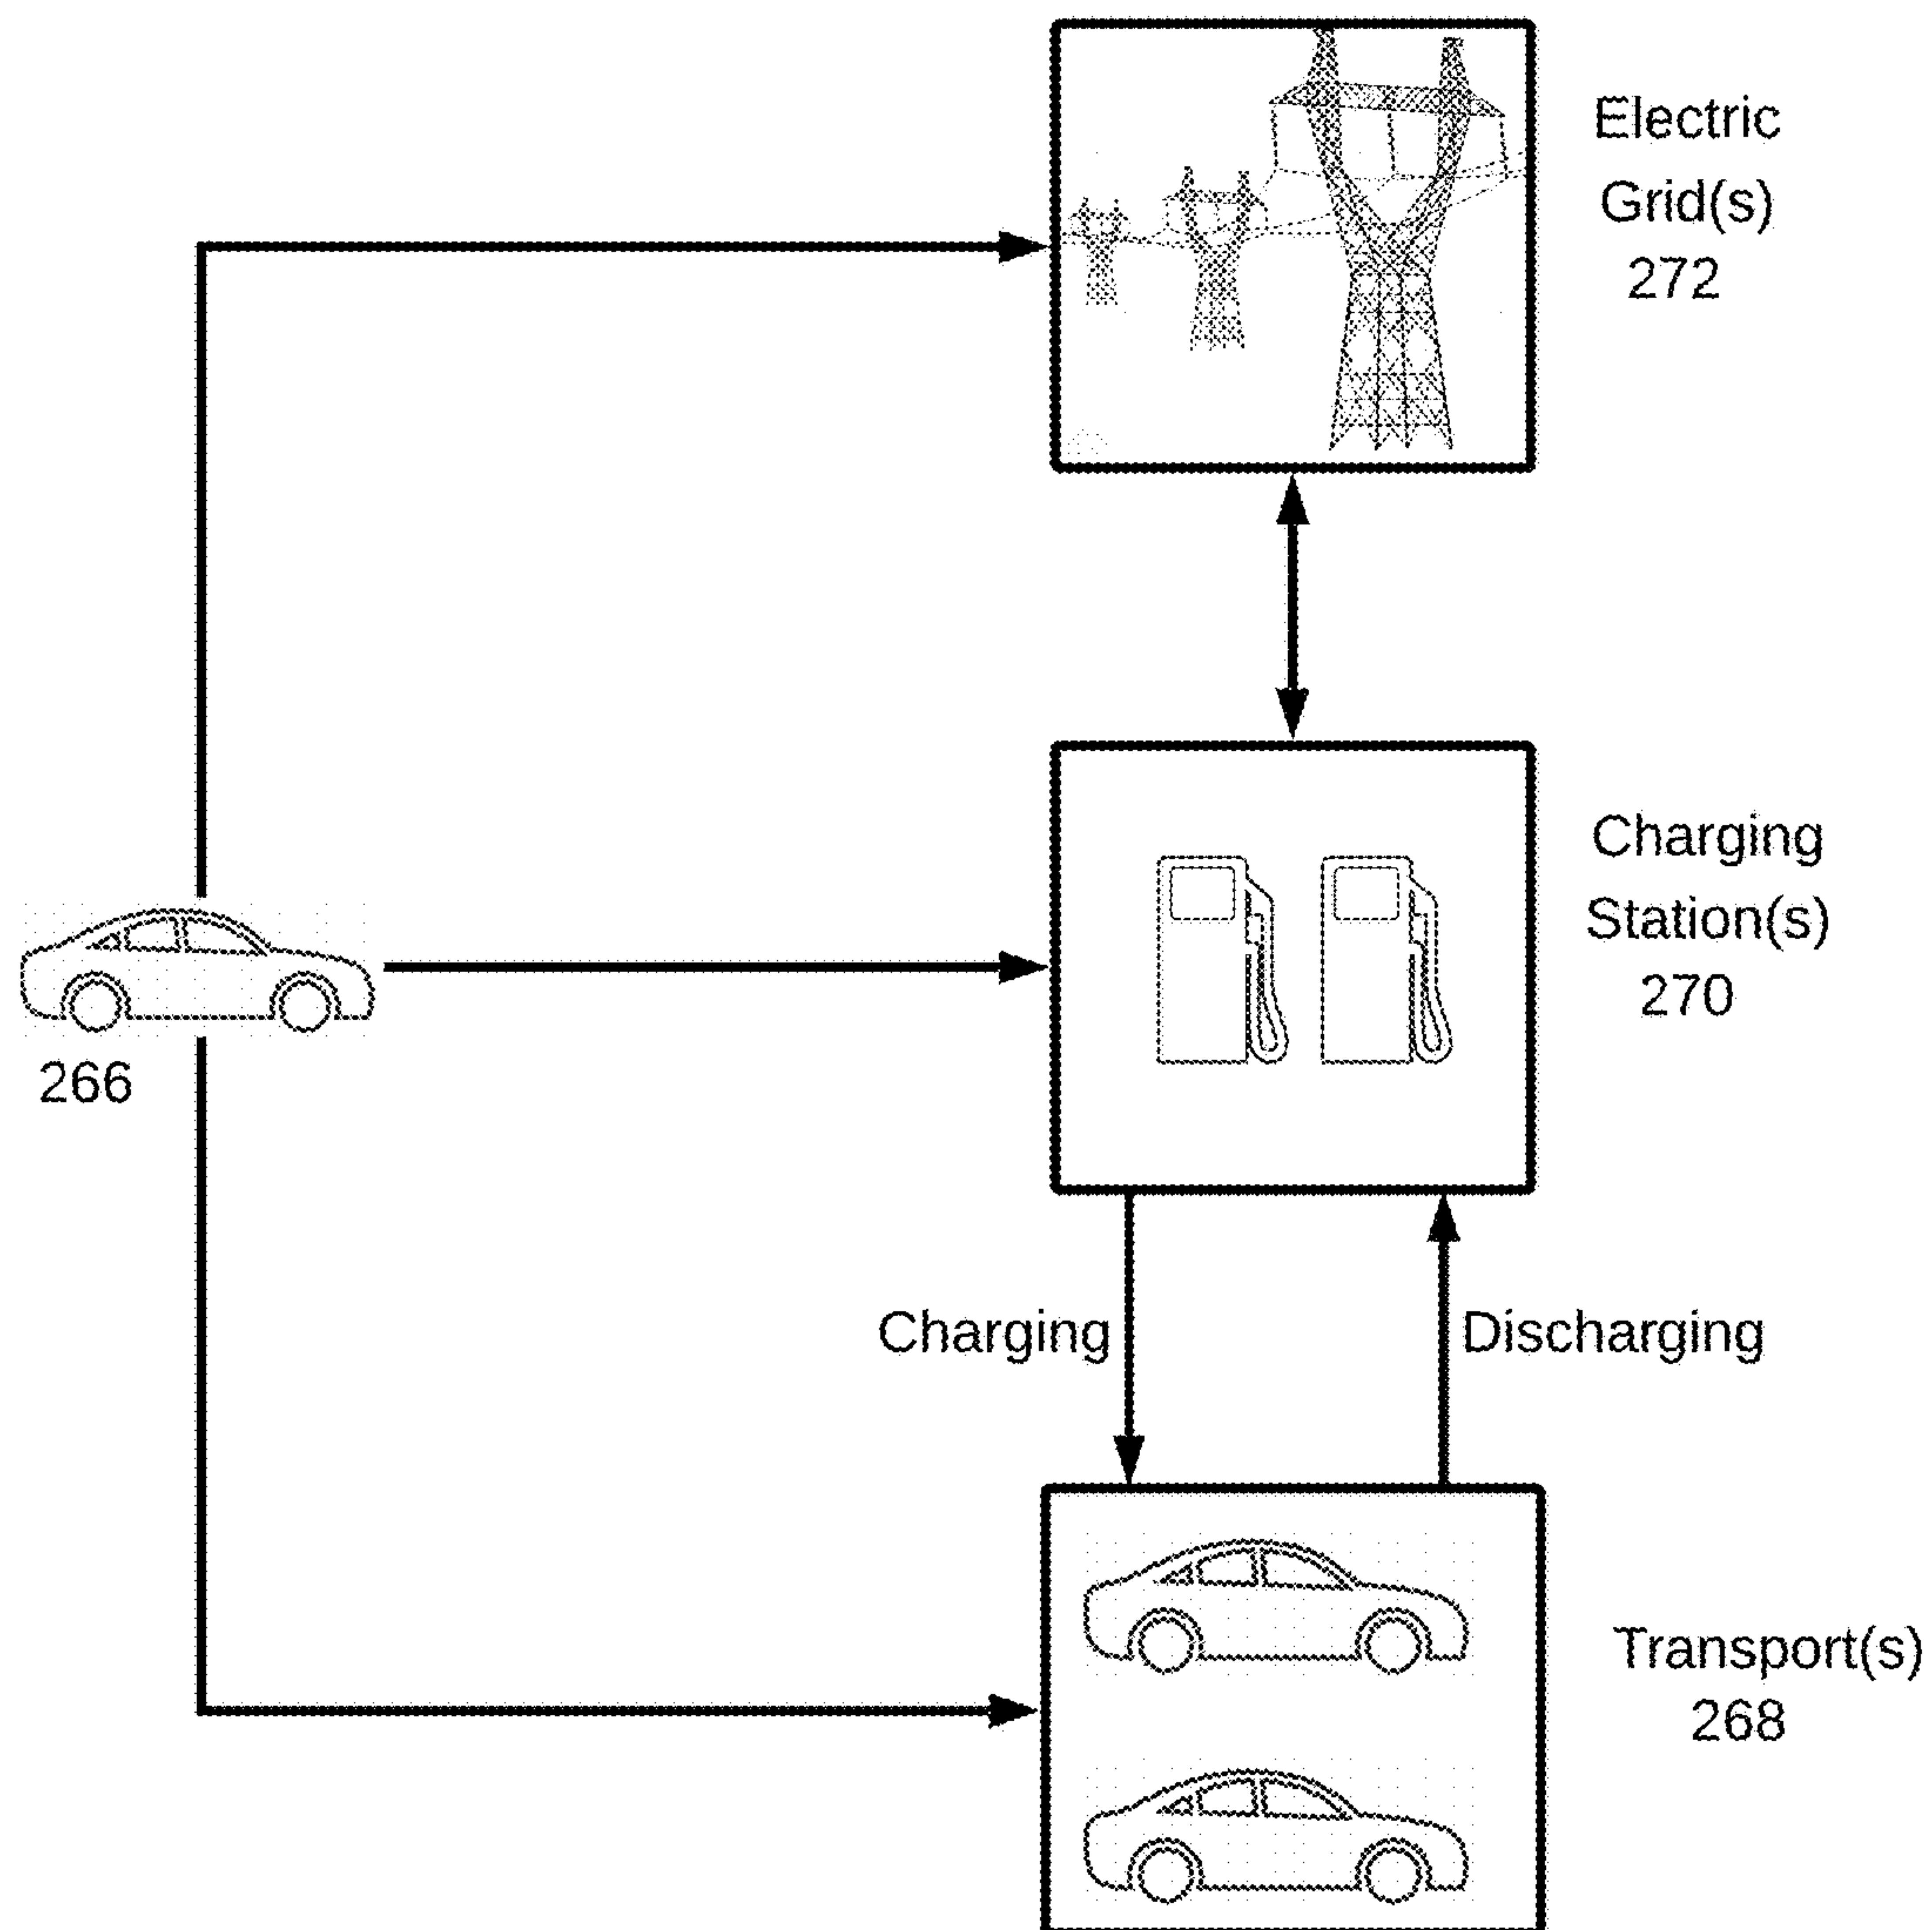 Electric
Grid(s)
272
Charging
Station(s)
270
266
Charging
Discharging
Transport(s)
268